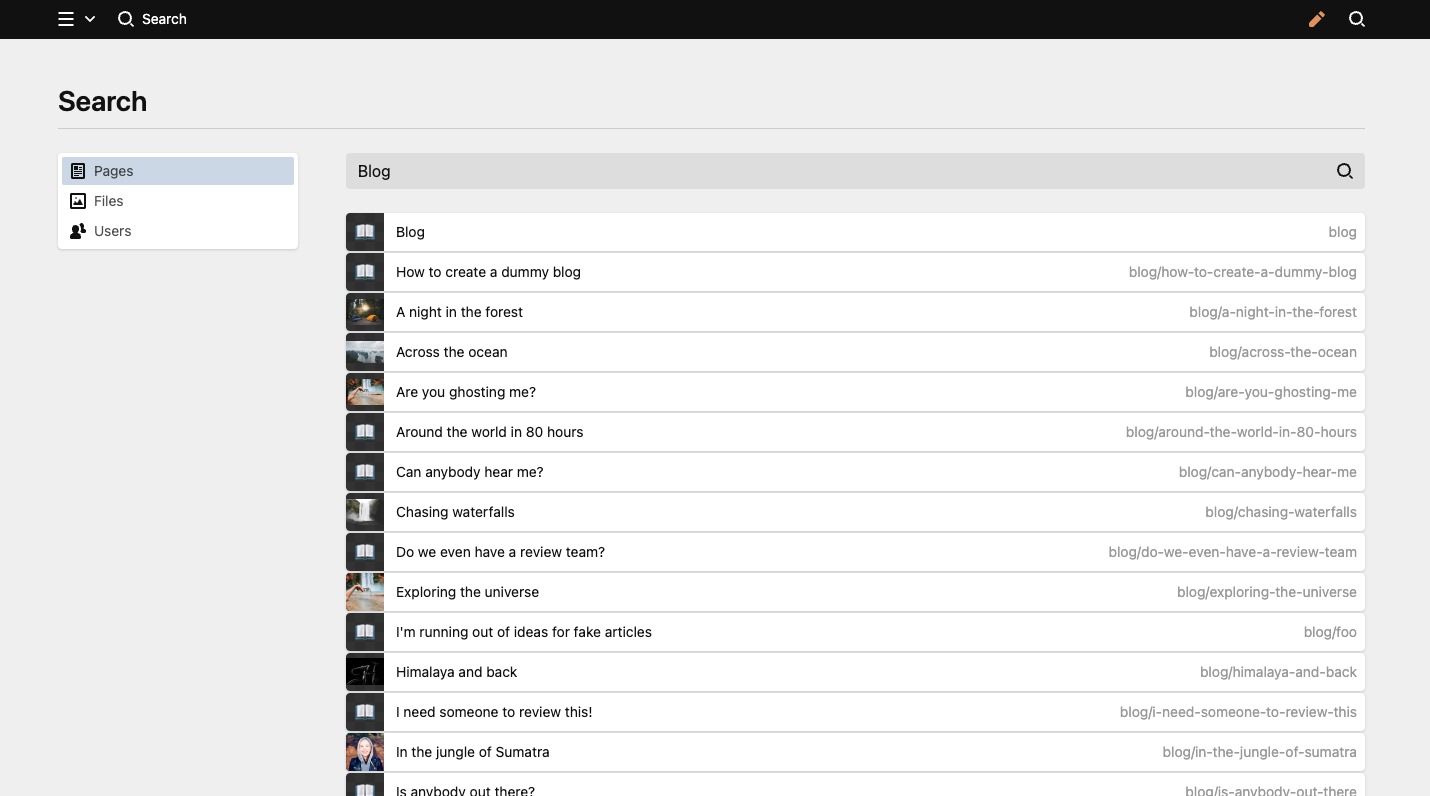 Search
Search
Pages
Files
Users
Blog
Blog blog
How to create a dummy blog blog/how-to-create-a-dummy-blog
A night in the forest blog/a-night-in-the-forest
Across the ocean blog/across-the-ocean
Are you ghosting me? blog/are-you-ghosting-me
Around the world in 80 hours blog/around-the-world-in-80-hours
Can anybody hear me? blog/can-anybody-hear-me
Chasing waterfalls blog/chasing-waterfalls
Do we even have a review team? blog/do-we-even-have-a-review-team
Exploring the universe blog/exploring-the-universe
I'm running out of ideas for fake articles blog/foo
Himalaya and back blog/himalaya-and-back
I need someone to review this! blog/i-need-someone-to-review-this
In the jungle of Sumatra blog/in-the-jungle-of-sumatra
Is anybody out there? blog/is-anybody-out-there